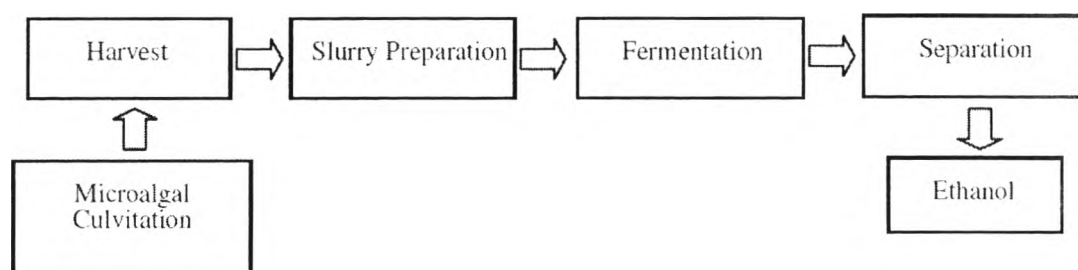 Harvest
Slurry Preparation
Fermentation
Separation
Microalgal
Culvitation
Ethanol